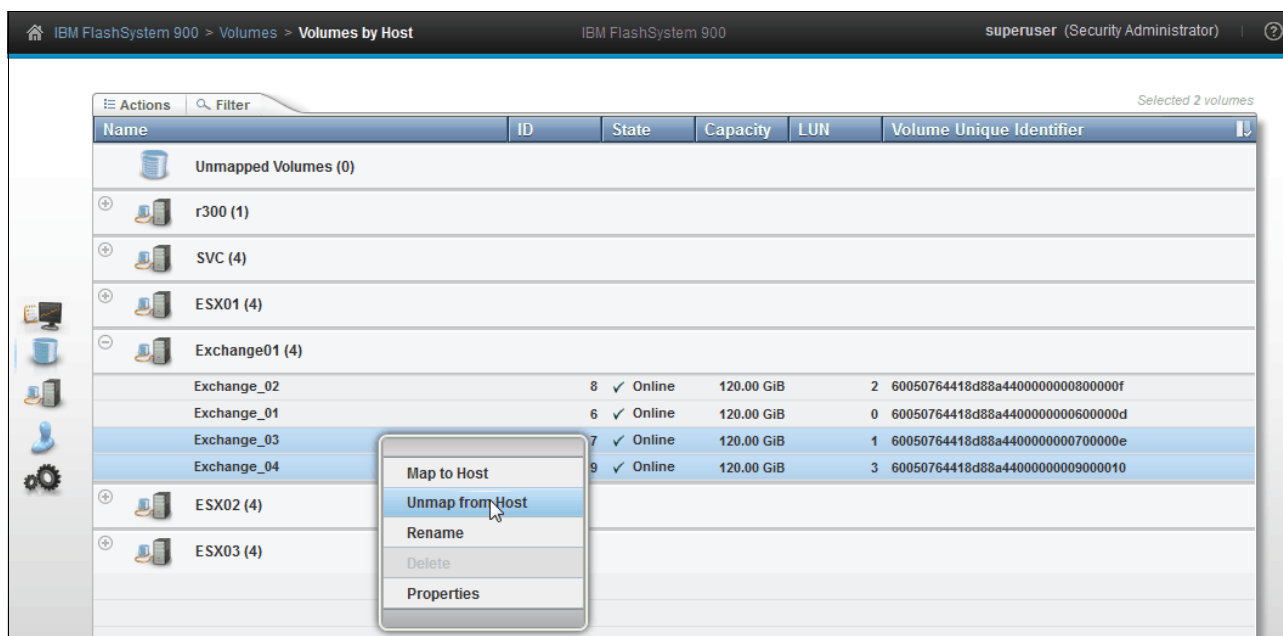 IBM FlashSystem 900 > Volumes > Volumes by Host IBM FlashSystem 900 superuser (Security Administrator) ?
Actions Filter Selected 2 volumes
Name ID State Capacity LUN Volume Unique Identifier
Unmapped Volumes (0)
r300 (1)
SVC (4)
ESX01 (4)
Exchange01 (4)
Exchange_02 8 Online 120.00 GiB 2 60050764418d88a4400000000800000f
Exchange_01 6 Online 120.00 GiB 0 60050764418d88a4400000000600000d
Exchange_03 7 Online 120.00 GiB 1 60050764418d88a4400000000700000e
Exchange_04 9 Online 120.00 GiB 3 60050764418d88a44000000009000010
Map to Host
Unmap from Host
Rename
Delete
Properties
ESX02 (4)
ESX03 (4)